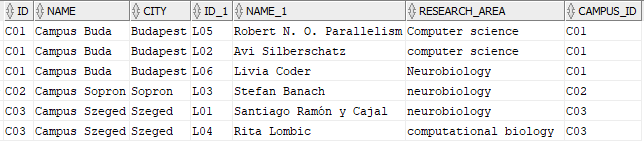 ID NAME CITY ID_1 NAME_1 RESEARCH_AREA CAMPUS_ID
C01 Campus Buda Budapest L05 Robert N. O. Parallelism Computer science C01
C01 Campus Buda Budapest L02 Avi Silberschatz computer science C01
C01 Campus Buda Budapest L06 Livia Coder Neurobiology C01
C02 Campus Sopron Sopron L03 Stefan Banach neurobiology C02
C03 Campus Szeged Szeged L01 Santiago Ramón y Cajal neurobiology C03
C03 Campus Szeged Szeged L04 Rita Lombic computational biology C03